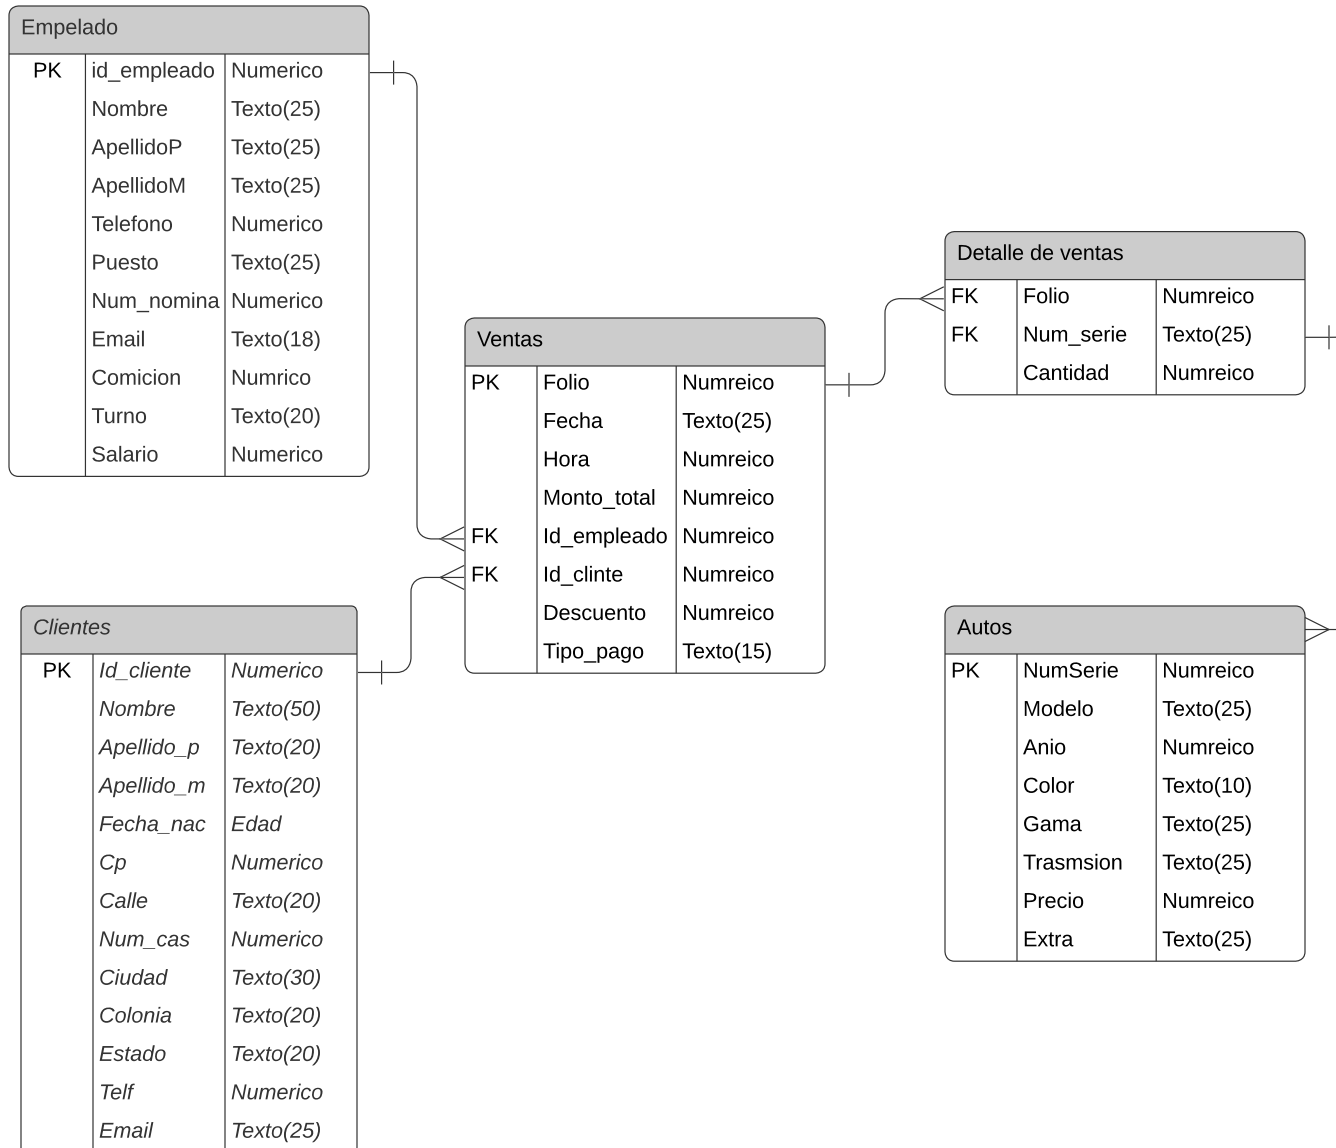 Empelado
PK id_empleado Numerico
Nombre Texto(25)
ApellidoP Texto(25)
ApellidoM Texto(25)
Telefono Numerico
Puesto Texto(25)
Num_nomina Numerico
Email Texto(18)
Comicion Numrico
Turno Texto(20)
Salario Numerico
Clientes
PK Id_cliente Numerico
Nombre Texto(50)
Apellido_p Texto(20)
Apellido_m Texto(20)
Fecha_nac Edad
Cp Numerico
Calle Texto(20)
Num_cas Numerico
Ciudad Texto(30)
Colonia Texto(20)
Estado Texto(20)
Telf Numerico
Email Texto(25)
Ventas
PK Folio Numreico
Fecha Texto(25)
Hora Numreico
Monto_total Numreico
FK Id_empleado Numreico
FK Id_clinte Numreico
Descuento Numreico
Tipo_pago Texto(15)
Detalle de ventas
FK Folio Numreico
FK Num_serie Texto(25)
Cantidad Numreico
Autos
PK NumSerie Numreico
Modelo Texto(25)
Anio Numreico
Color Texto(10)
Gama Texto(25)
Trasmsion Texto(25)
Precio Numreico
Extra Texto(25)